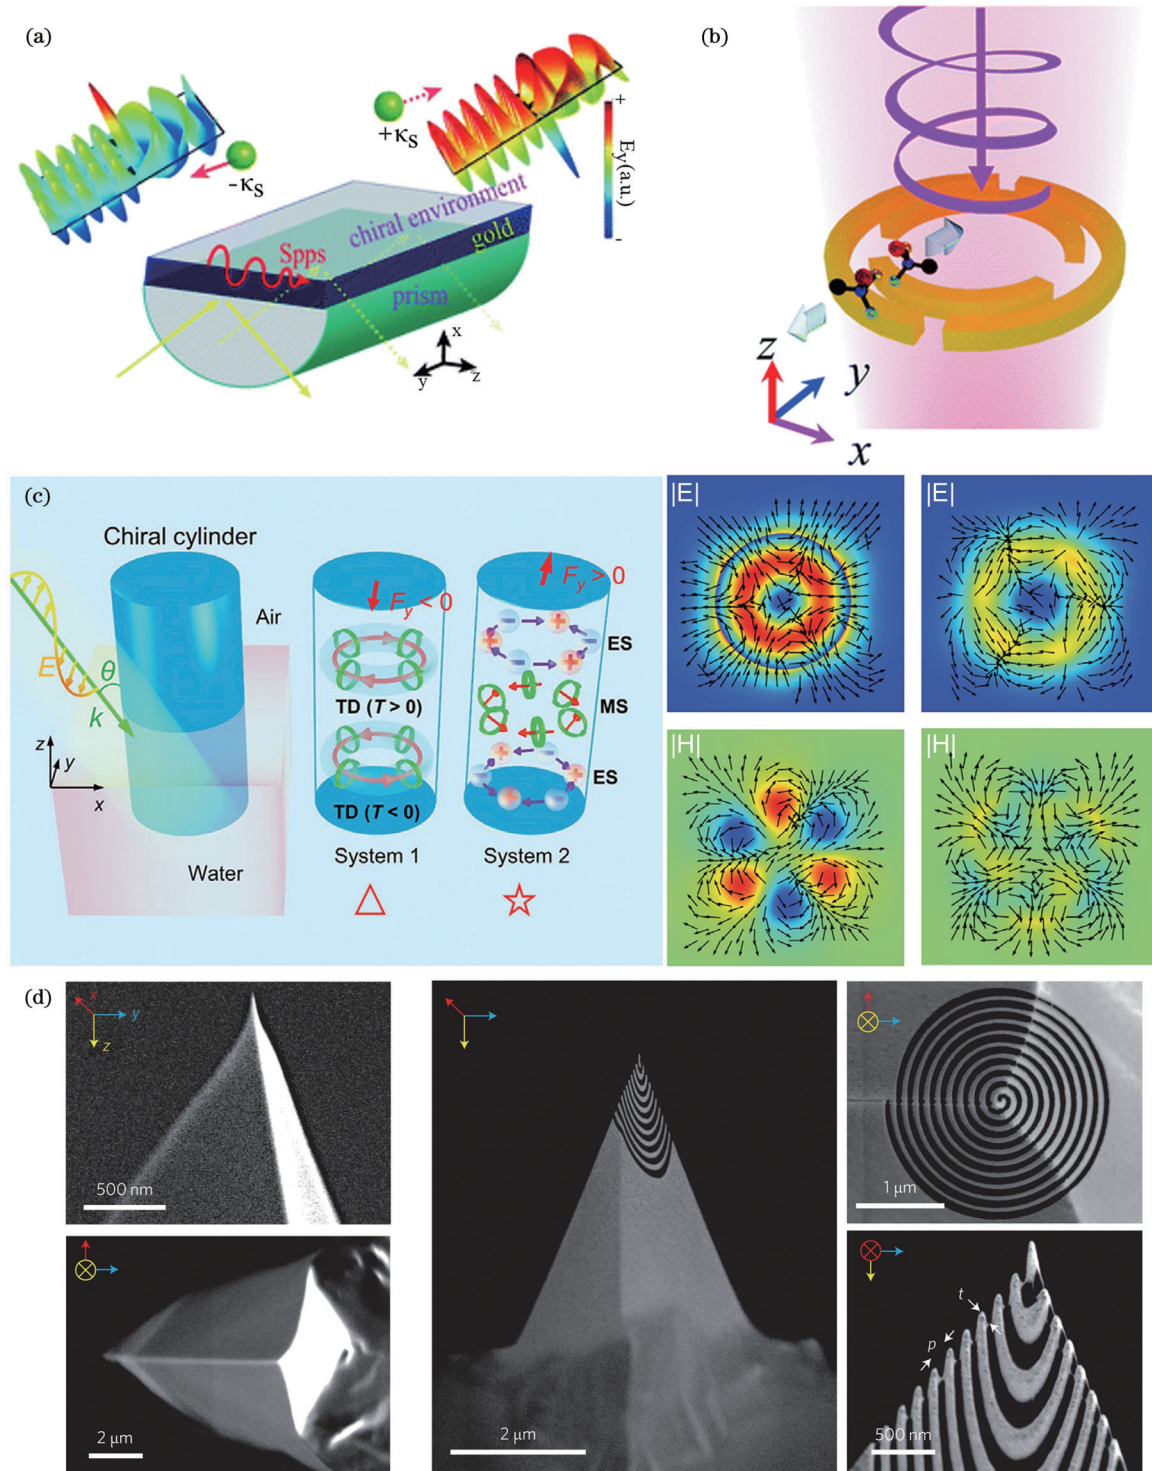 (a)
+κs
-κs
+
Ey(a.u.)
-
chiral environment
Spps
gold
prism
x
y
z
(b)
z
y
x
(c)
Chiral cylinder
Air
E
θ
k
z
y
x
Water
Fy < 0
TD (T > 0)
TD (T < 0)
System 1
Fy > 0
ES
MS
ES
System 2
|E|
|E|
|H|
|H|
(d)
x
y
z
500 nm
2 μm
2 μm
1 μm
t
p
500 nm